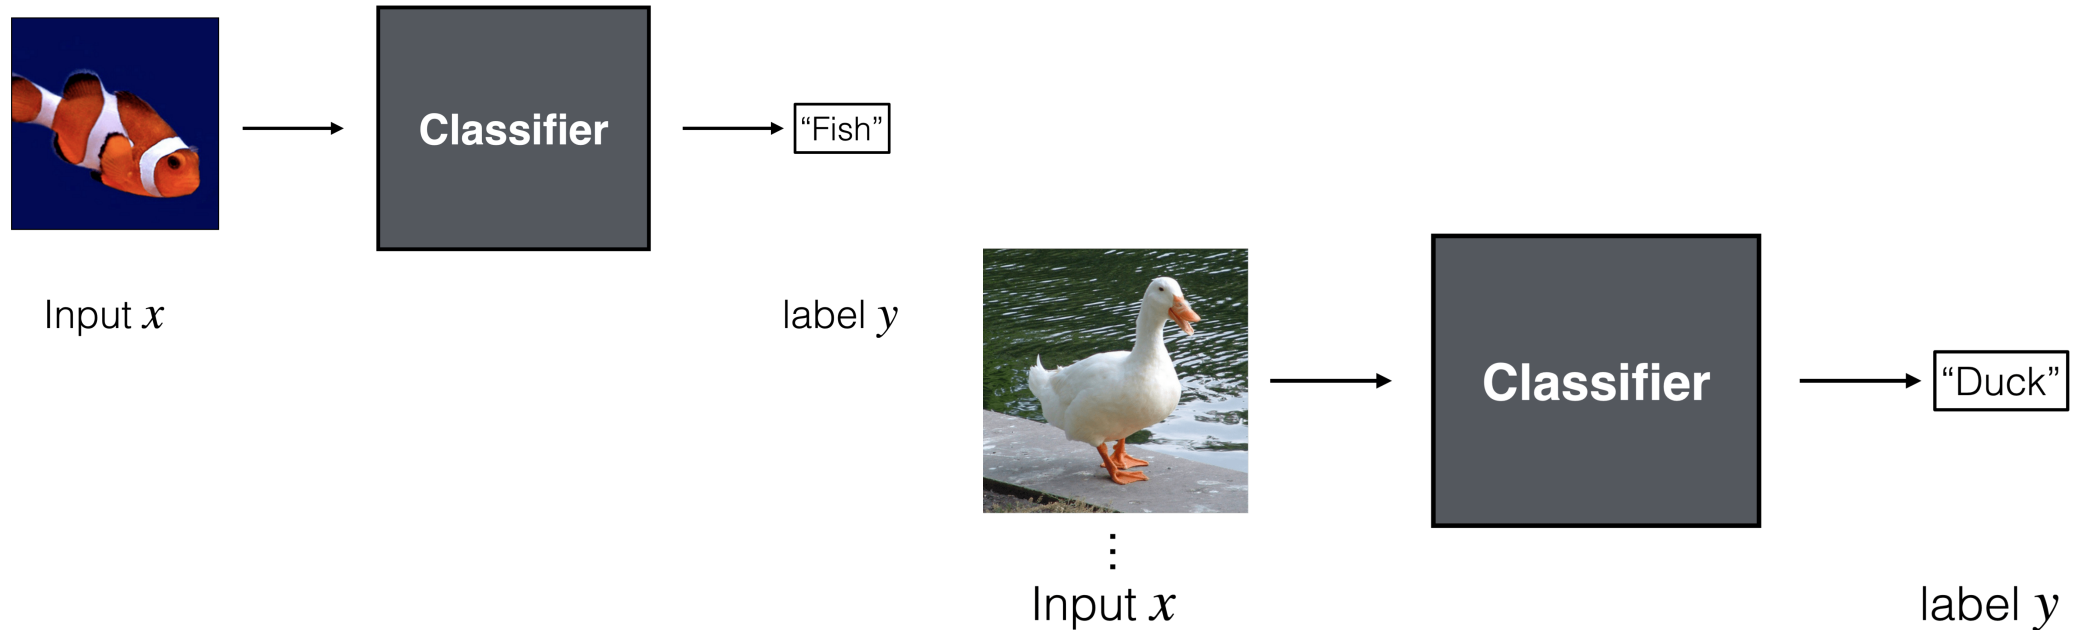 Classifier
“Fish”
Input x
label y
Classifier
“Duck”
⋮
Input x
label y